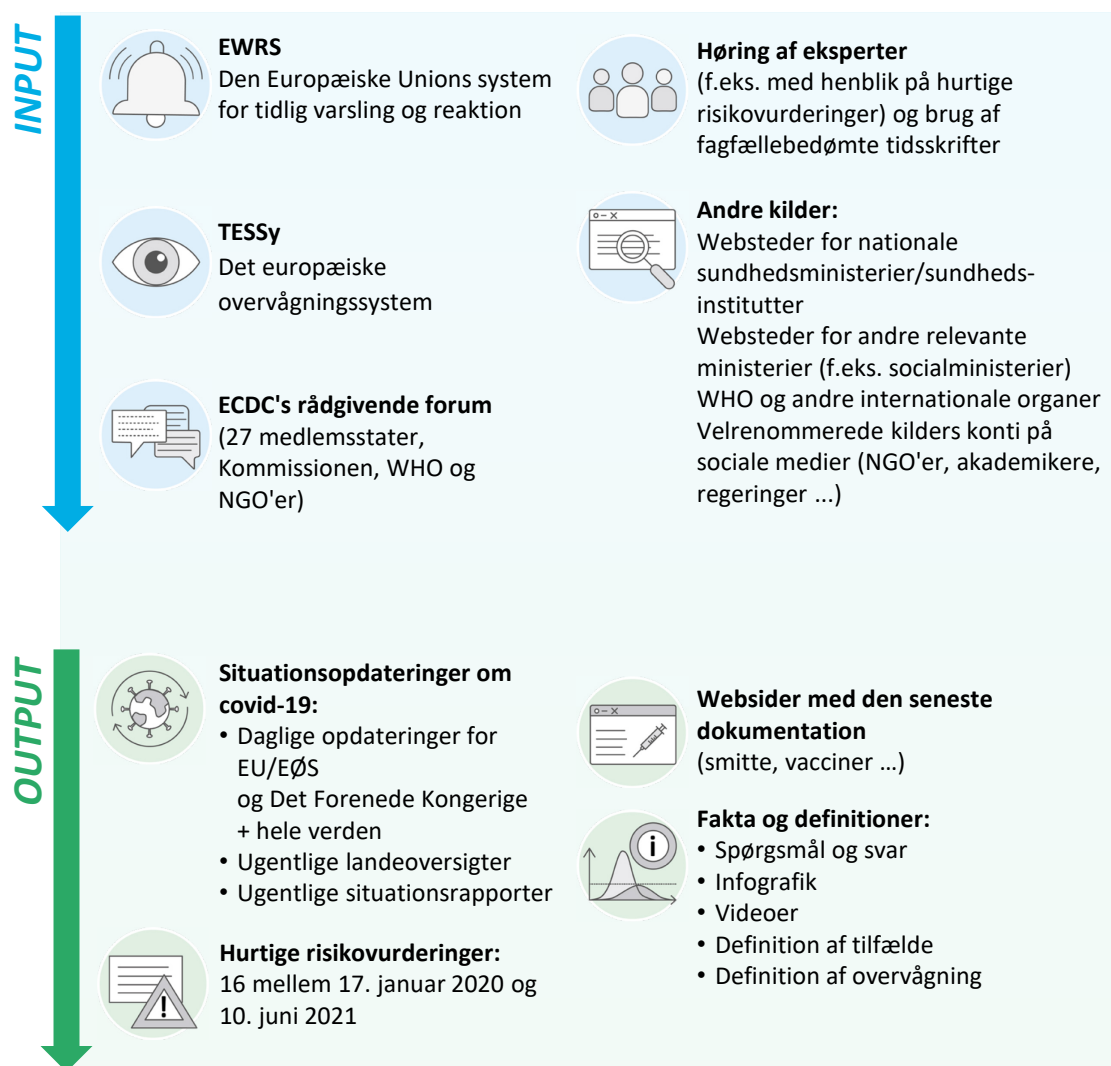 INPUT
EWRS
Den Europæiske Unions system
for tidlig varsling og reaktion
TESSy
Det europæiske
overvågningssystem
ECDC's rådgivende forum
(27 medlemsstater,
Kommissionen, WHO og
NGO'er)
Høring af eksperter
(f.eks. med henblik på hurtige
risikovurderinger) og brug af
fagfællebedømte tidsskrifter
Andre kilder:
Websteder for nationale
sundhedsministerier/sundheds-
institutter
Websteder for andre relevante
ministerier (f.eks. socialministerier)
WHO og andre internationale organer
Velrenommerede kilders konti på
sociale medier (NGO'er, akademikere,
regeringer ...)
OUTPUT
Situationsopdateringer om
covid-19:
• Daglige opdateringer for
EU/EØS
og Det Forenede Kongerige
+ hele verden
• Ugentlige landeoversigter
• Ugentlige situationsrapporter
Hurtige risikovurderinger:
16 mellem 17. januar 2020 og
10. juni 2021
Websider med den seneste
dokumentation
(smitte, vacciner …)
Fakta og definitioner:
• Spørgsmål og svar
• Infografik
• Videoer
• Definition af tilfælde
• Definition af overvågning